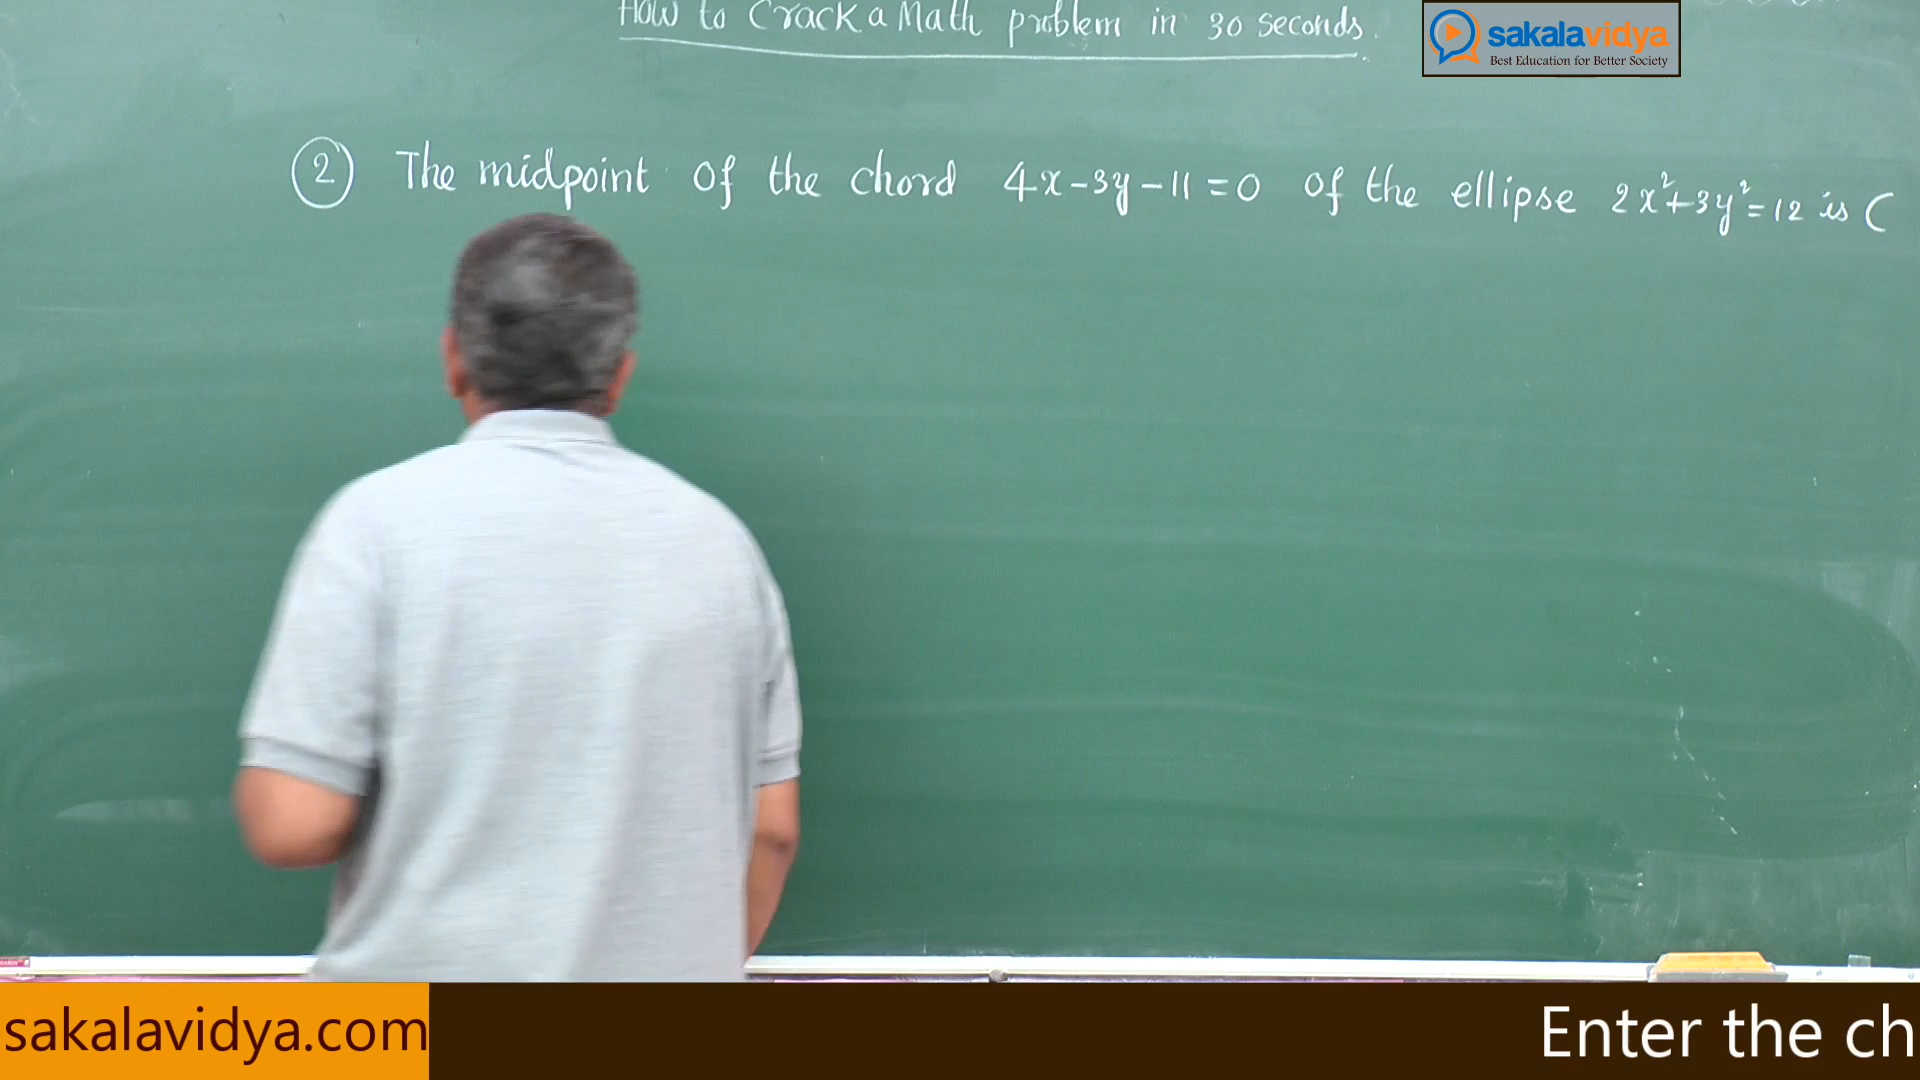 How to Crack a Math problem in 30 seconds.
sakalavidya
Best Education for Better Society
2 The midpoint of the chord 4x-3y-11=0 of the ellipse 2x²+3y²=12 is (
sakalavidya.com
Enter the ch